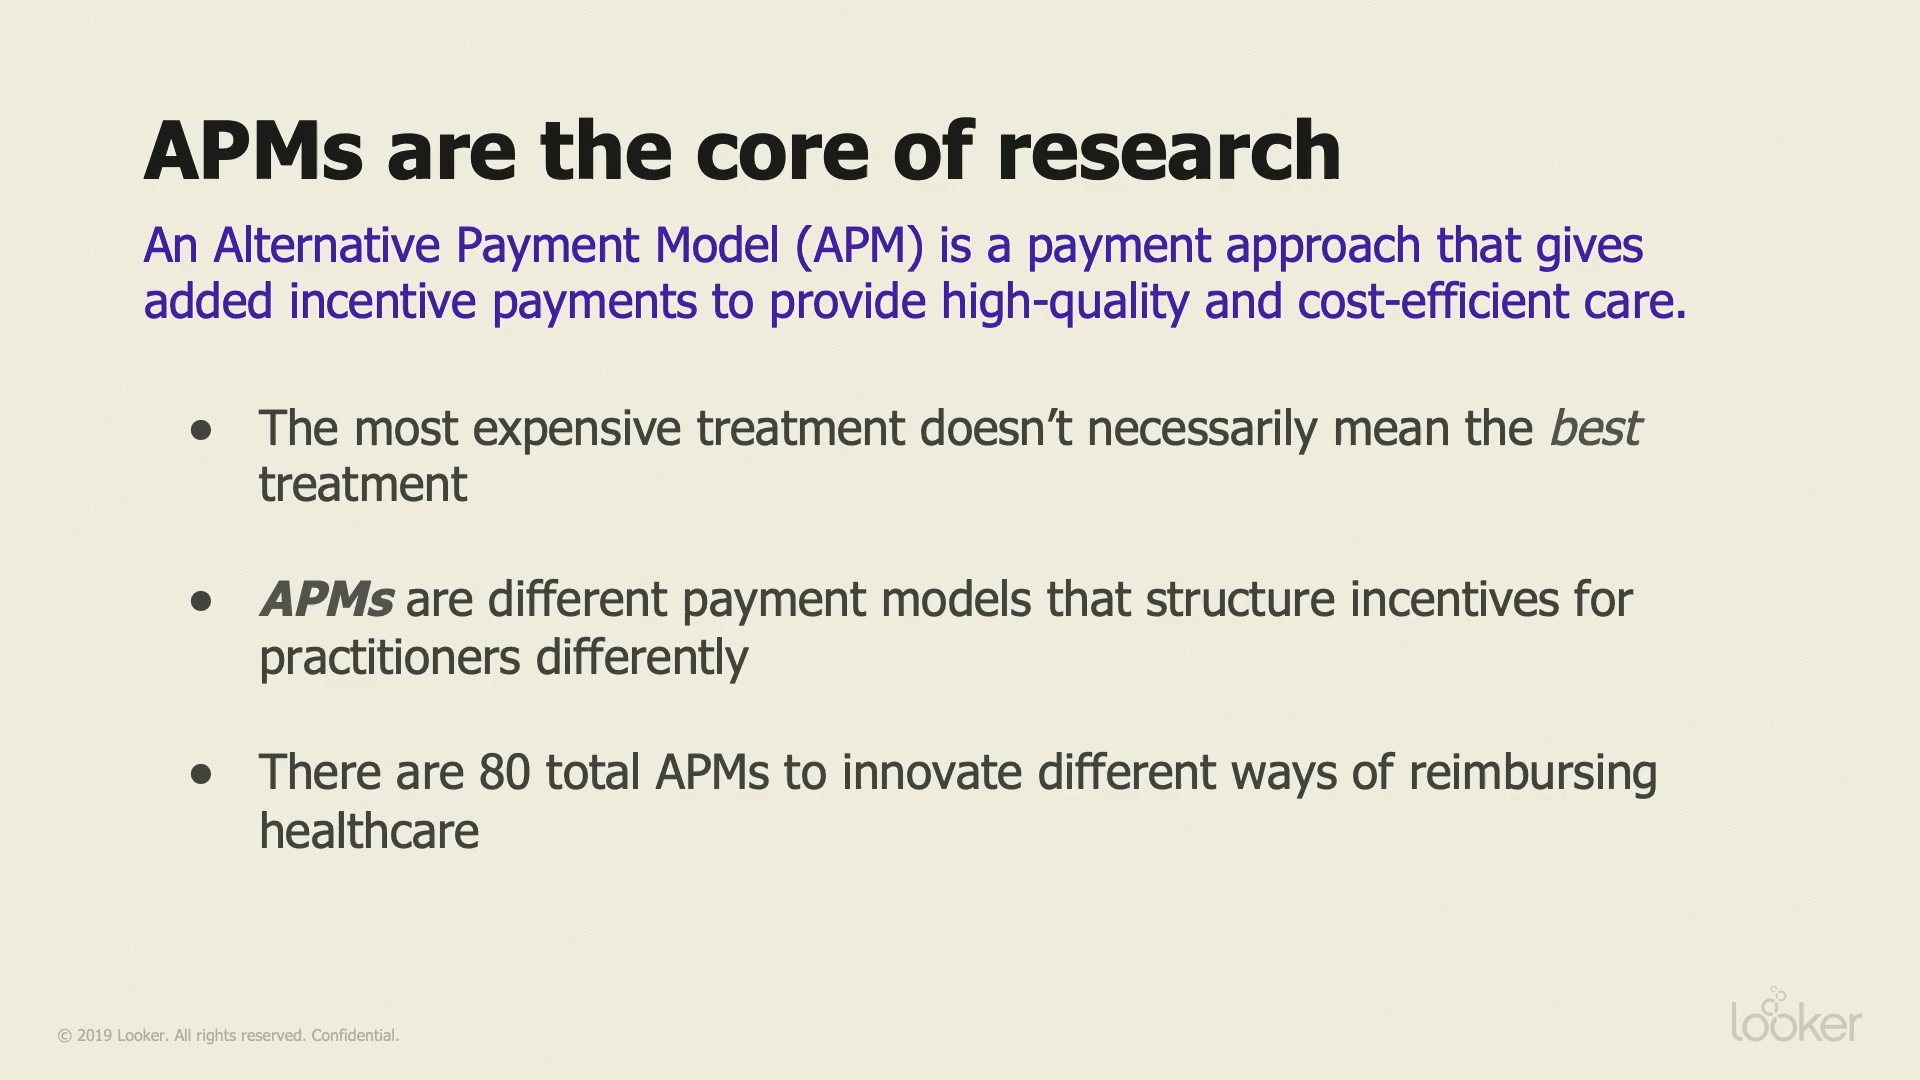 APMs are the core of research
An Alternative Payment Model (APM) is a payment approach that gives
added incentive payments to provide high-quality and cost-efficient care.
● The most expensive treatment doesn’t necessarily mean the best
treatment
● APMs are different payment models that structure incentives for
practitioners differently
● There are 80 total APMs to innovate different ways of reimbursing
healthcare
© 2019 Looker. All rights reserved. Confidential.
looker